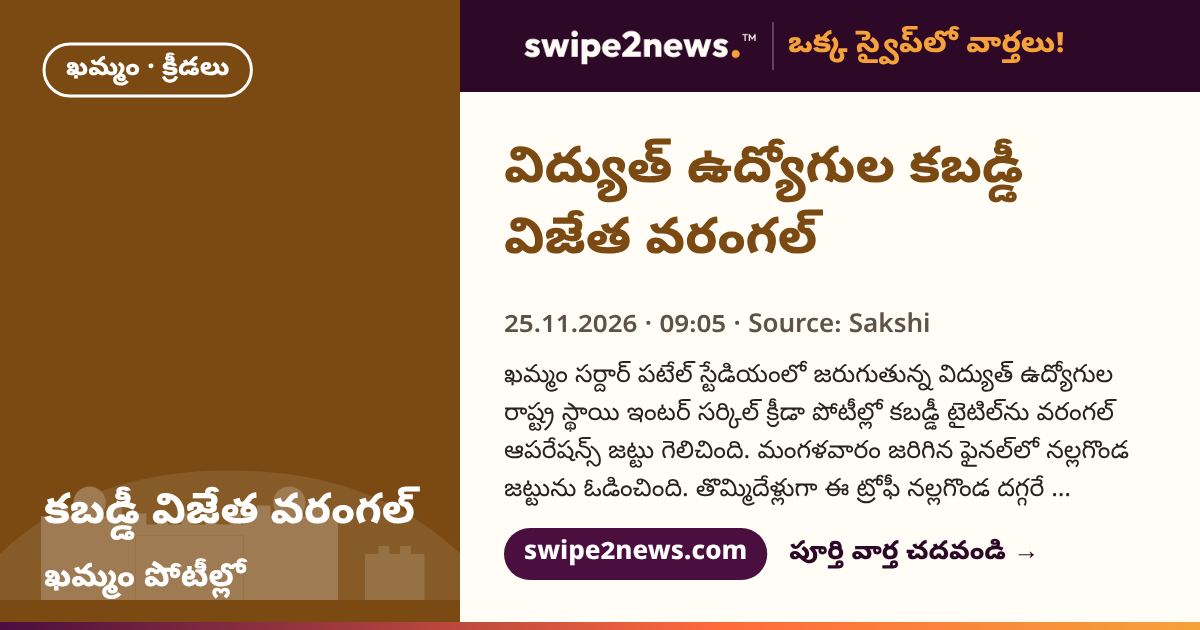 ఖమ్మం · క్రీడలు
swipe2news.™ ఒక్క స్వైప్‌లో వార్తలు!
విద్యుత్ ఉద్యోగుల కబడ్డీ
విజేత వరంగల్
25.11.2026 · 09:05 · Source: Sakshi
ఖమ్మం సర్దార్ పటేల్ స్టేడియంలో జరుగుతున్న విద్యుత్ ఉద్యోగుల
రాష్ట్ర స్థాయి ఇంటర్ సర్కిల్ క్రీడా పోటీల్లో కబడ్డీ టైటిల్‌ను వరంగల్
ఆపరేషన్స్ జట్టు గెలిచింది. మంగళవారం జరిగిన ఫైనల్‌లో నల్లగొండ
జట్టును ఓడించింది. తొమ్మిదేళ్లుగా ఈ ట్రోఫీ నల్లగొండ దగ్గరే ...
కబడ్డీ విజేత వరంగల్
ఖమ్మం పోటీల్లో
swipe2news.com పూర్తి వార్త చదవండి →